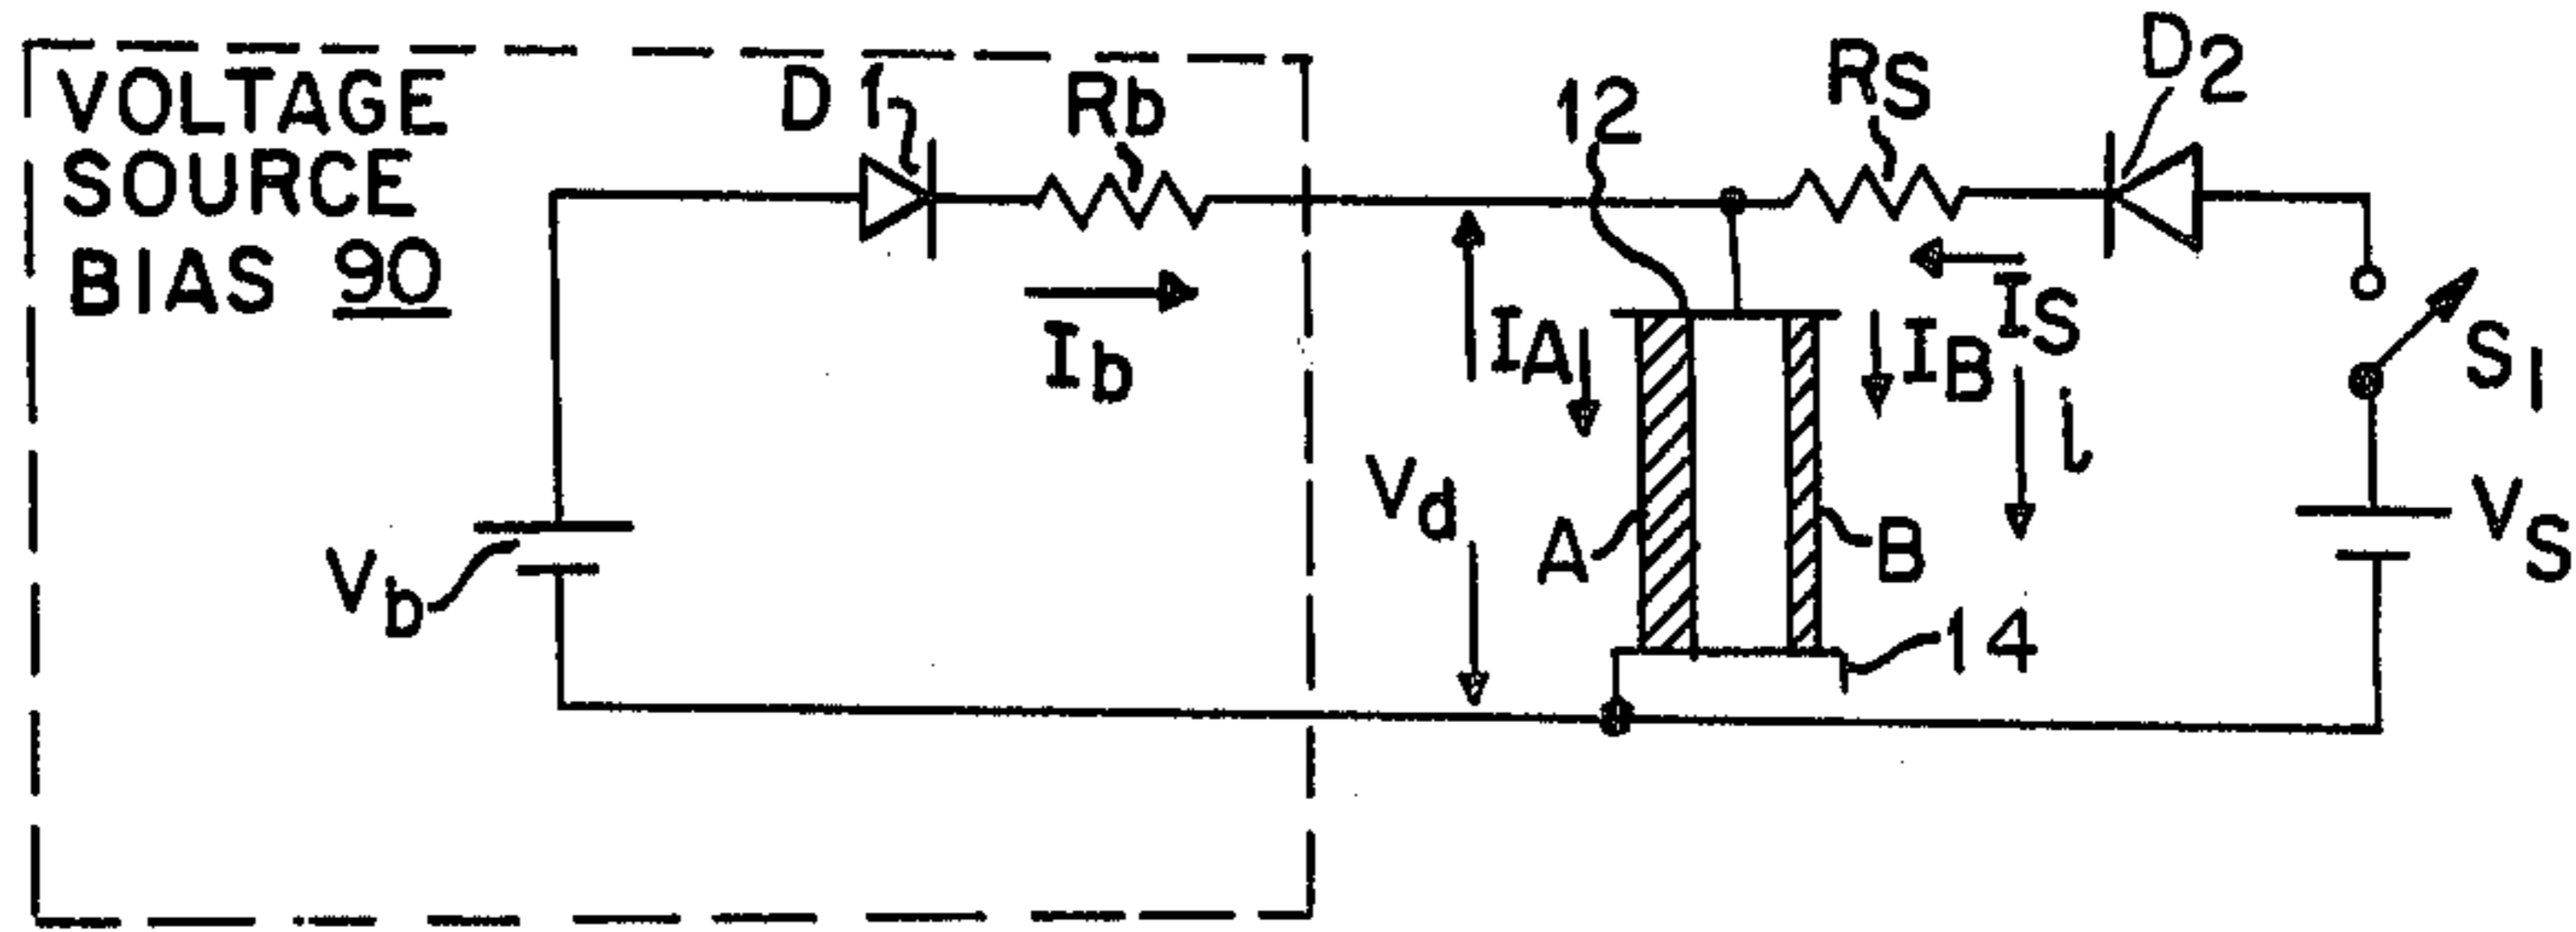 VOLTAGE
SOURCE
BIAS 90
D1
Rb
Ib
Vb
12
RS
D2
IA
IB
IS
i
S1
Vd
A
B
VS
14